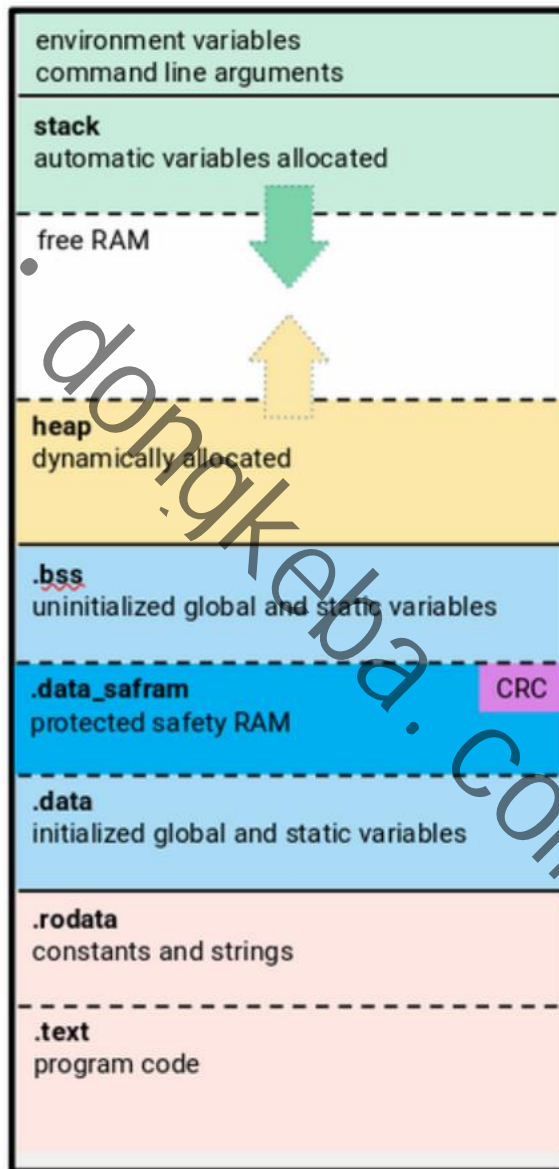 environment variables
command line arguments
stack
automatic variables allocated
free RAM
heap
dynamically allocated
.bss
uninitialized global and static variables
.data_safram
CRC
protected safety RAM
.data
initialized global and static variables
.rodata
constants and strings
.text
program code
. dongkeba.com